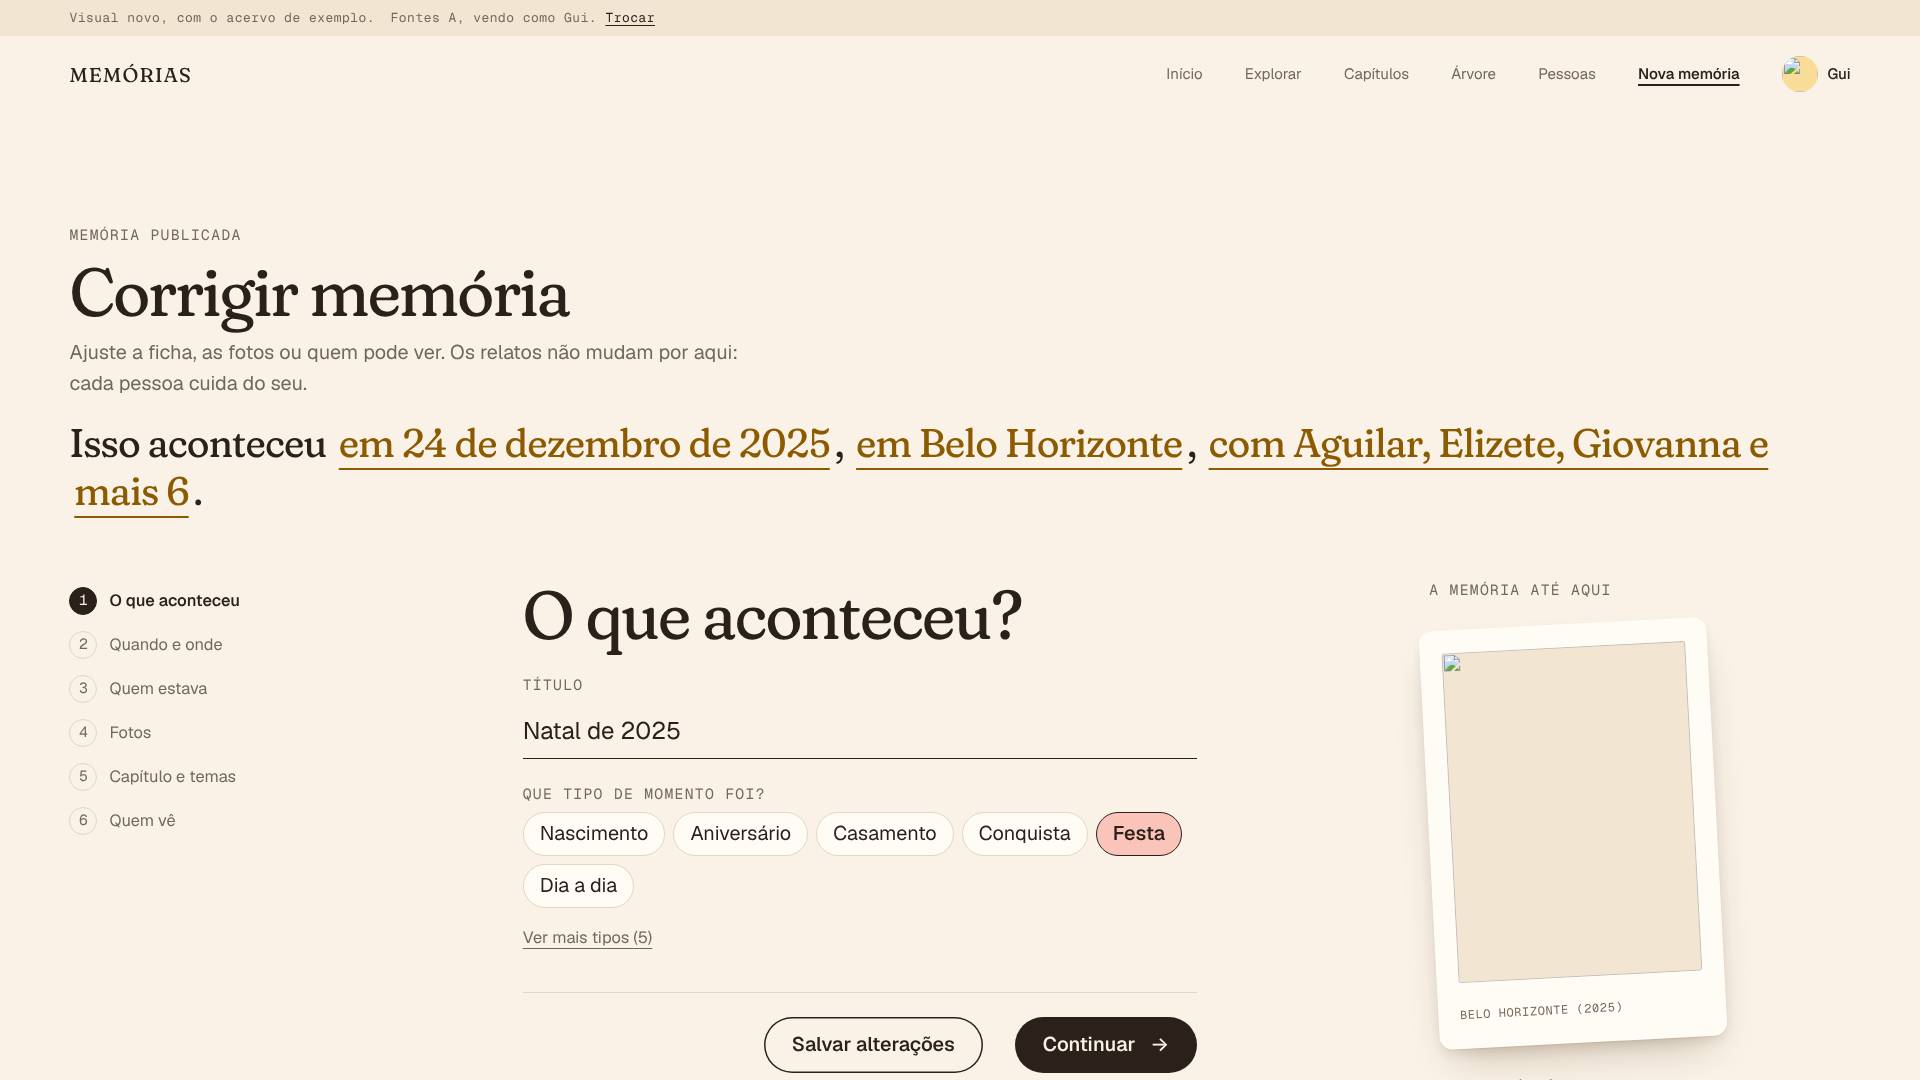 Visual novo, com o acervo de exemplo. Fontes A, vendo como Gui. Trocar
MEMÓRIAS
Início
Explorar
Capítulos
Árvore
Pessoas
Nova memória
Gui
MEMÓRIA PUBLICADA
Corrigir memória
Ajuste a ficha, as fotos ou quem pode ver. Os relatos não mudam por aqui:
cada pessoa cuida do seu.
Isso aconteceu em 24 de dezembro de 2025, em Belo Horizonte, com Aguilar, Elizete, Giovanna e
mais 6.
1 O que aconteceu
2 Quando e onde
3 Quem estava
4 Fotos
5 Capítulo e temas
6 Quem vê
O que aconteceu?
TÍTULO
Natal de 2025
QUE TIPO DE MOMENTO FOI?
Nascimento
Aniversário
Casamento
Conquista
Festa
Dia a dia
Ver mais tipos (5)
Salvar alterações
Continuar →
A MEMÓRIA ATÉ AQUI
BELO HORIZONTE (2025)